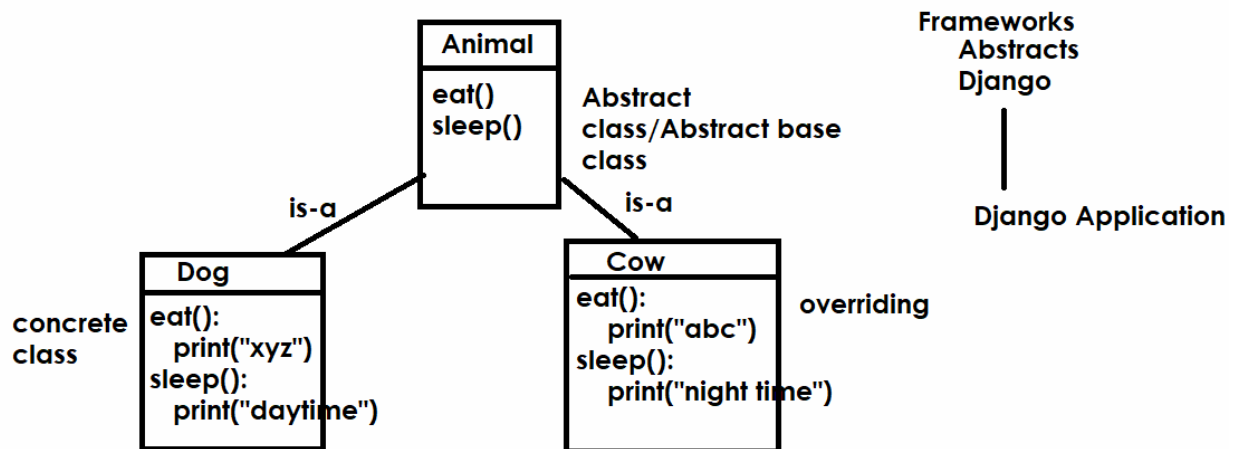 Animal
eat()
sleep()
Abstract
class/Abstract base
class
Frameworks
Abstracts
Django
Django Application
is-a
is-a
concrete
class
Dog
eat():
print("xyz")
sleep():
print("daytime")
Cow
eat():
print("abc")
sleep():
print("night time")
overriding